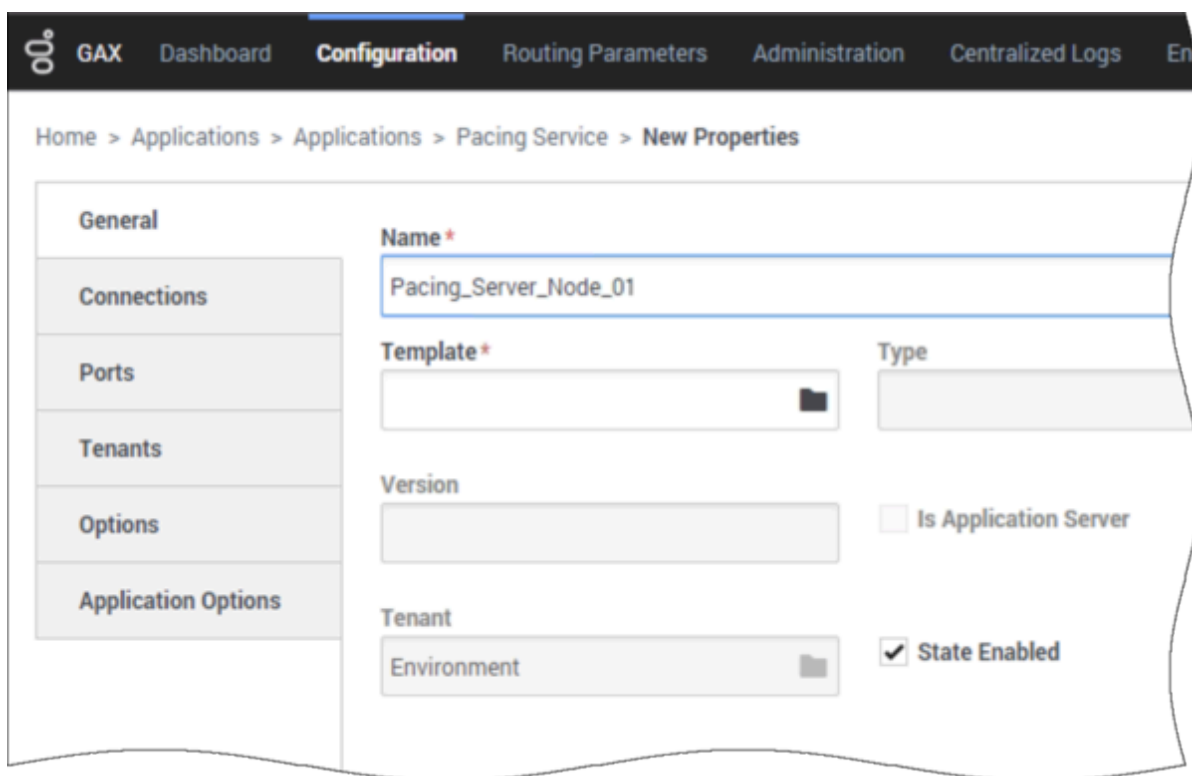 GAX Dashboard Configuration Routing Parameters Administration Centralized Logs En
Home > Applications > Applications > Pacing Service > New Properties
General
Connections
Ports
Tenants
Options
Application Options
Name*
Pacing_Server_Node_01
Template*
Type
Version
Is Application Server
Tenant
Environment
State Enabled